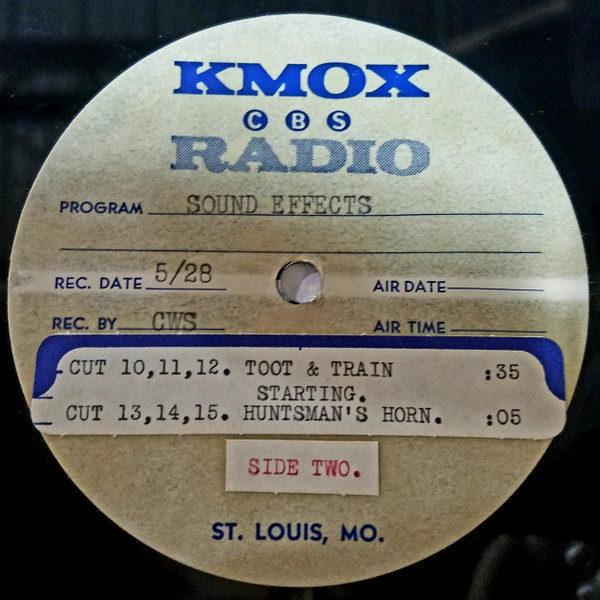 KMOX
CBS
RADIO
PROGRAM SOUND EFFECTS
REC. DATE 5/28 AIR DATE
REC. BY CWS AIR TIME
CUT 10,11,12. TOOT & TRAIN :35
STARTING.
CUT 13,14,15. HUNTSMAN'S HORN. :05
SIDE TWO.
ST. LOUIS, MO.